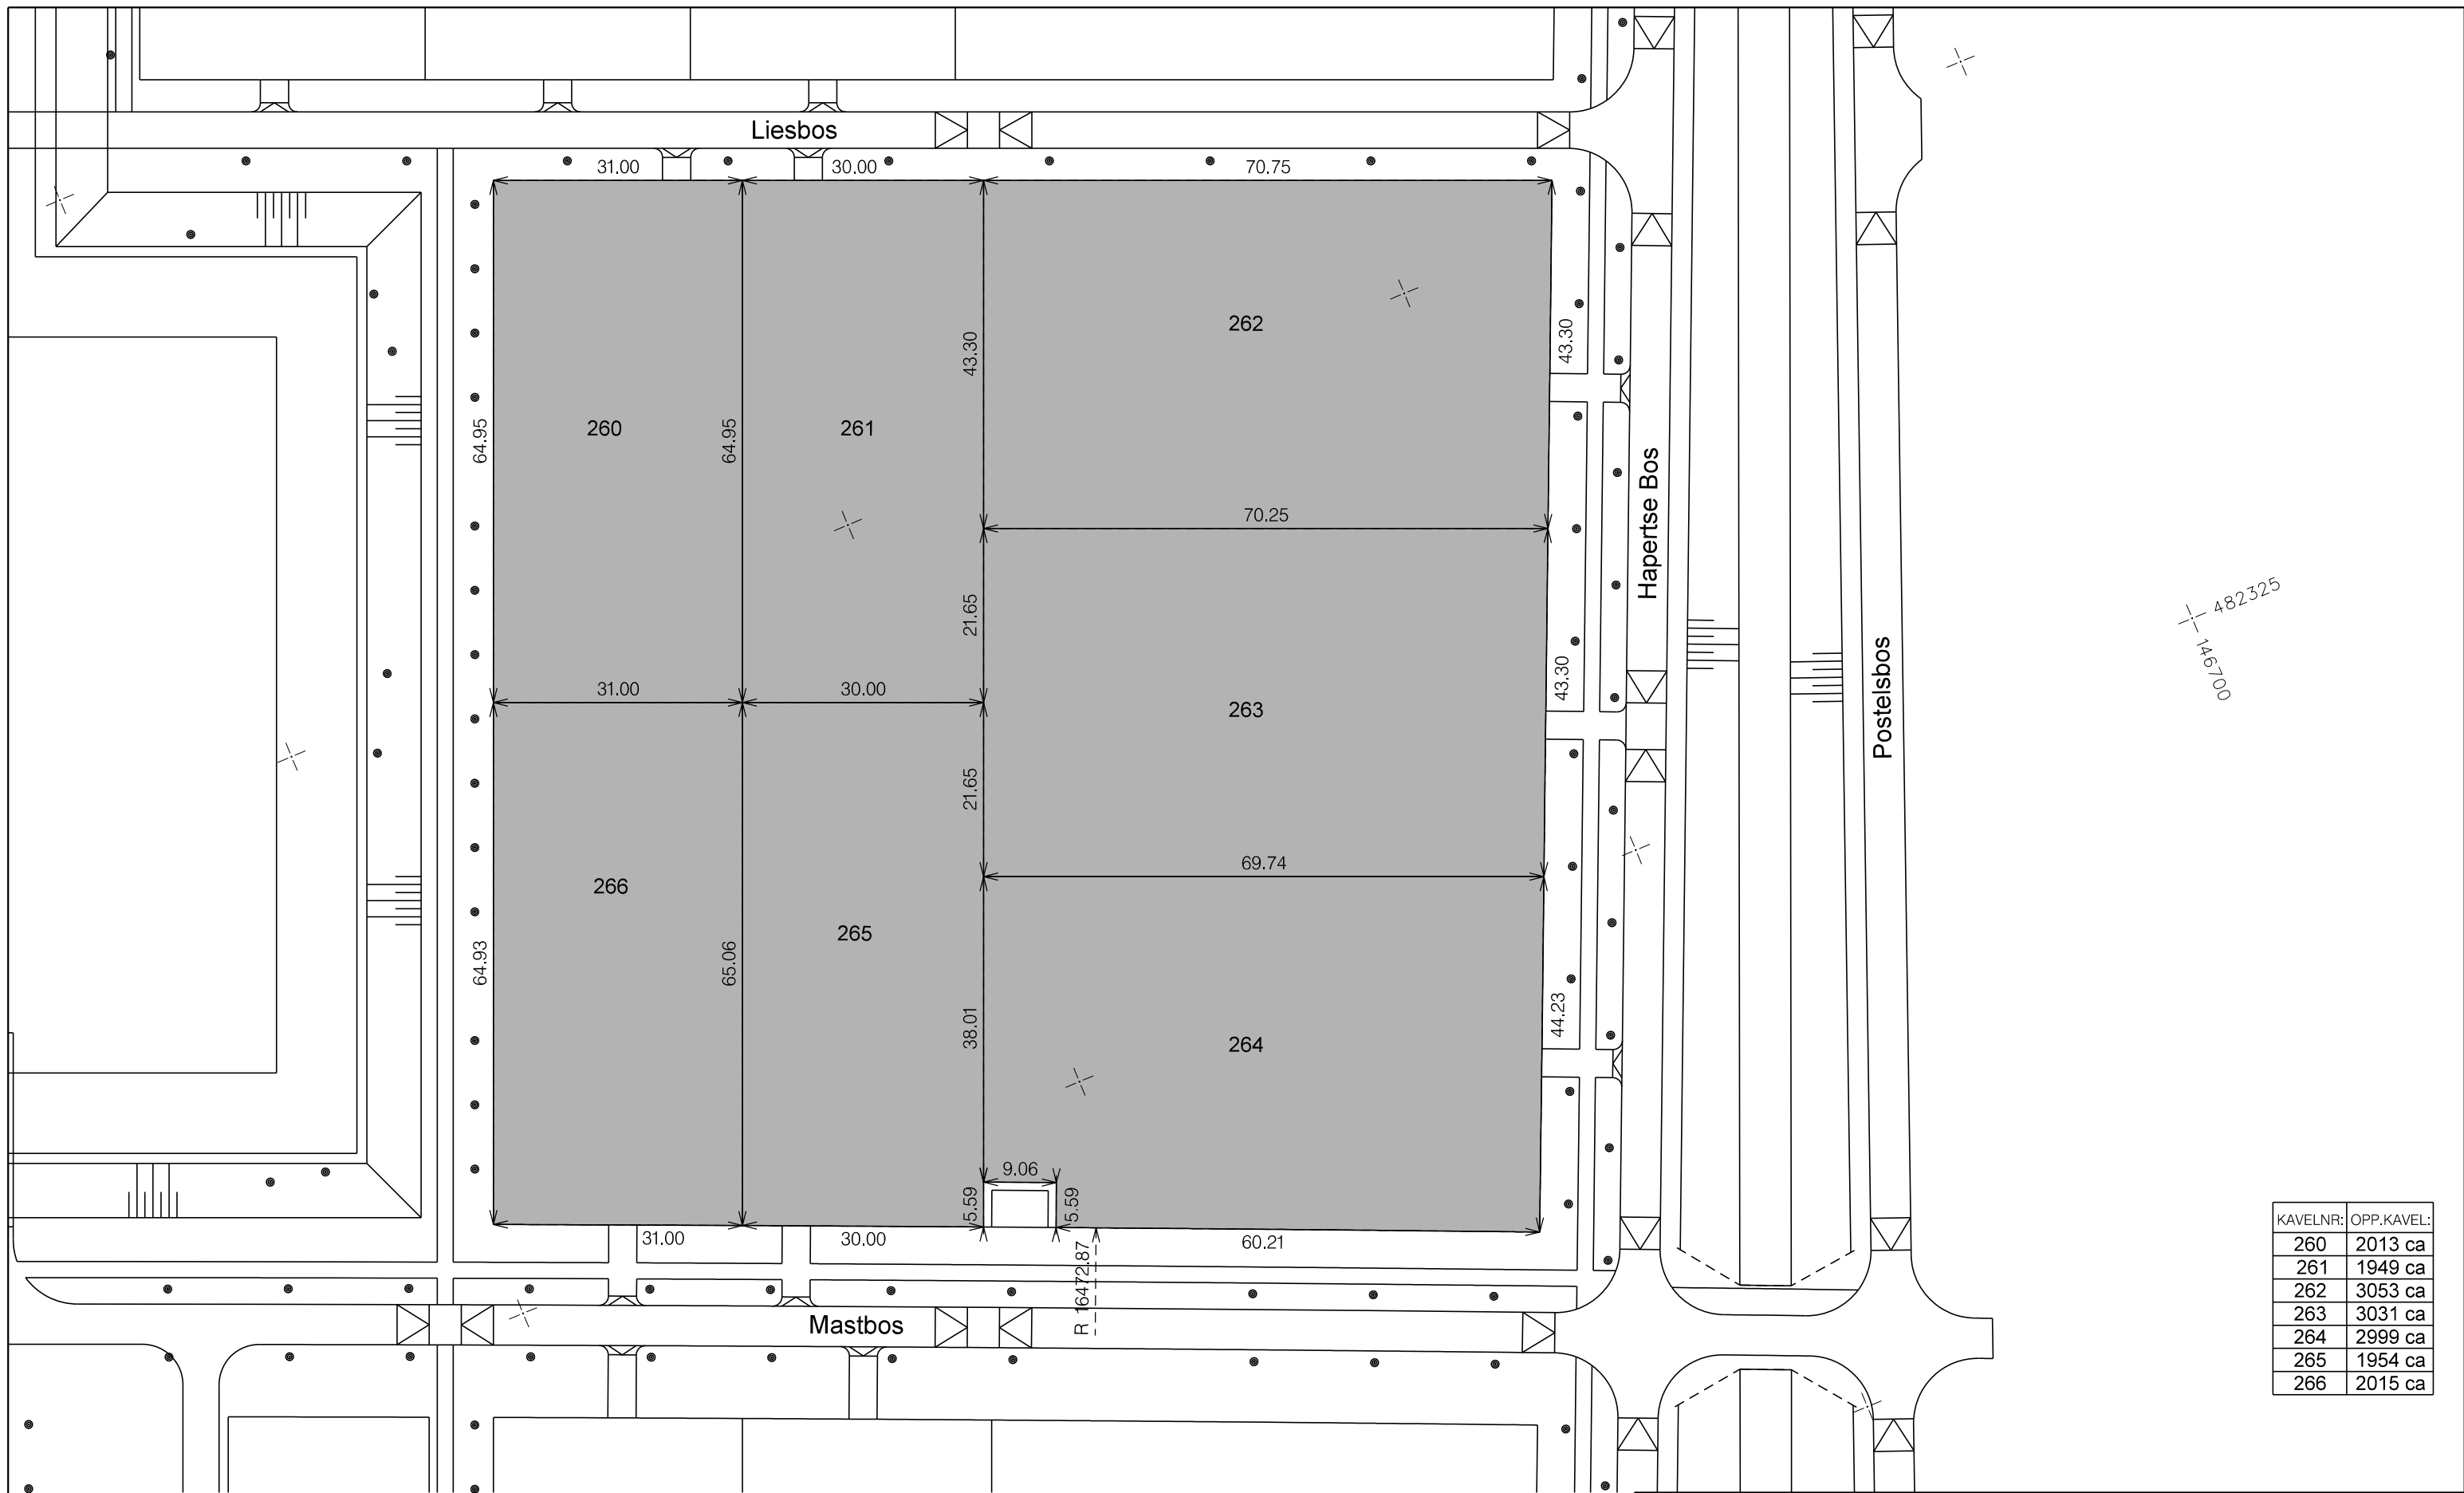 Liesbos
31.00
30.00
70.75
262
43.30
43.30
260
261
64.95
64.95
Hapertse Bos
70.25
482325
146700
21.65
Postelsbos
31.00
30.00
263
43.30
21.65
69.74
266
265
64.93
65.06
38.01
264
44.23
9.06
5.59
5.59
31.00
30.00
60.21
R 16472.87
Mastbos
KAVELNR: OPP.KAVEL:
260 2013 ca
261 1949 ca
262 3053 ca
263 3031 ca
264 2999 ca
265 1954 ca
266 2015 ca